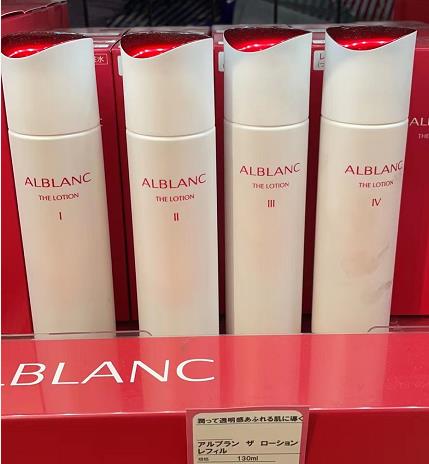 ALBLANC
THE LOTION
I
ALBLANC
THE LOTION
II
ALBLANC
THE LOTION
III
ALBLANC
THE LOTION
IV
LBLANC
潤って透明感あふれる肌に導く
アルブラン ザ ローション
レフィル
規格 130ml